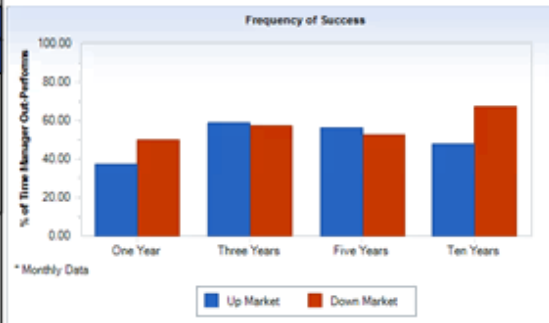 Frequency of Success
% of Time Manager Out-Performs
100.00
80.00
60.00
40.00
20.00
0.00
One Year Three Years Five Years Ten Years
* Monthly Data
Up Market Down Market